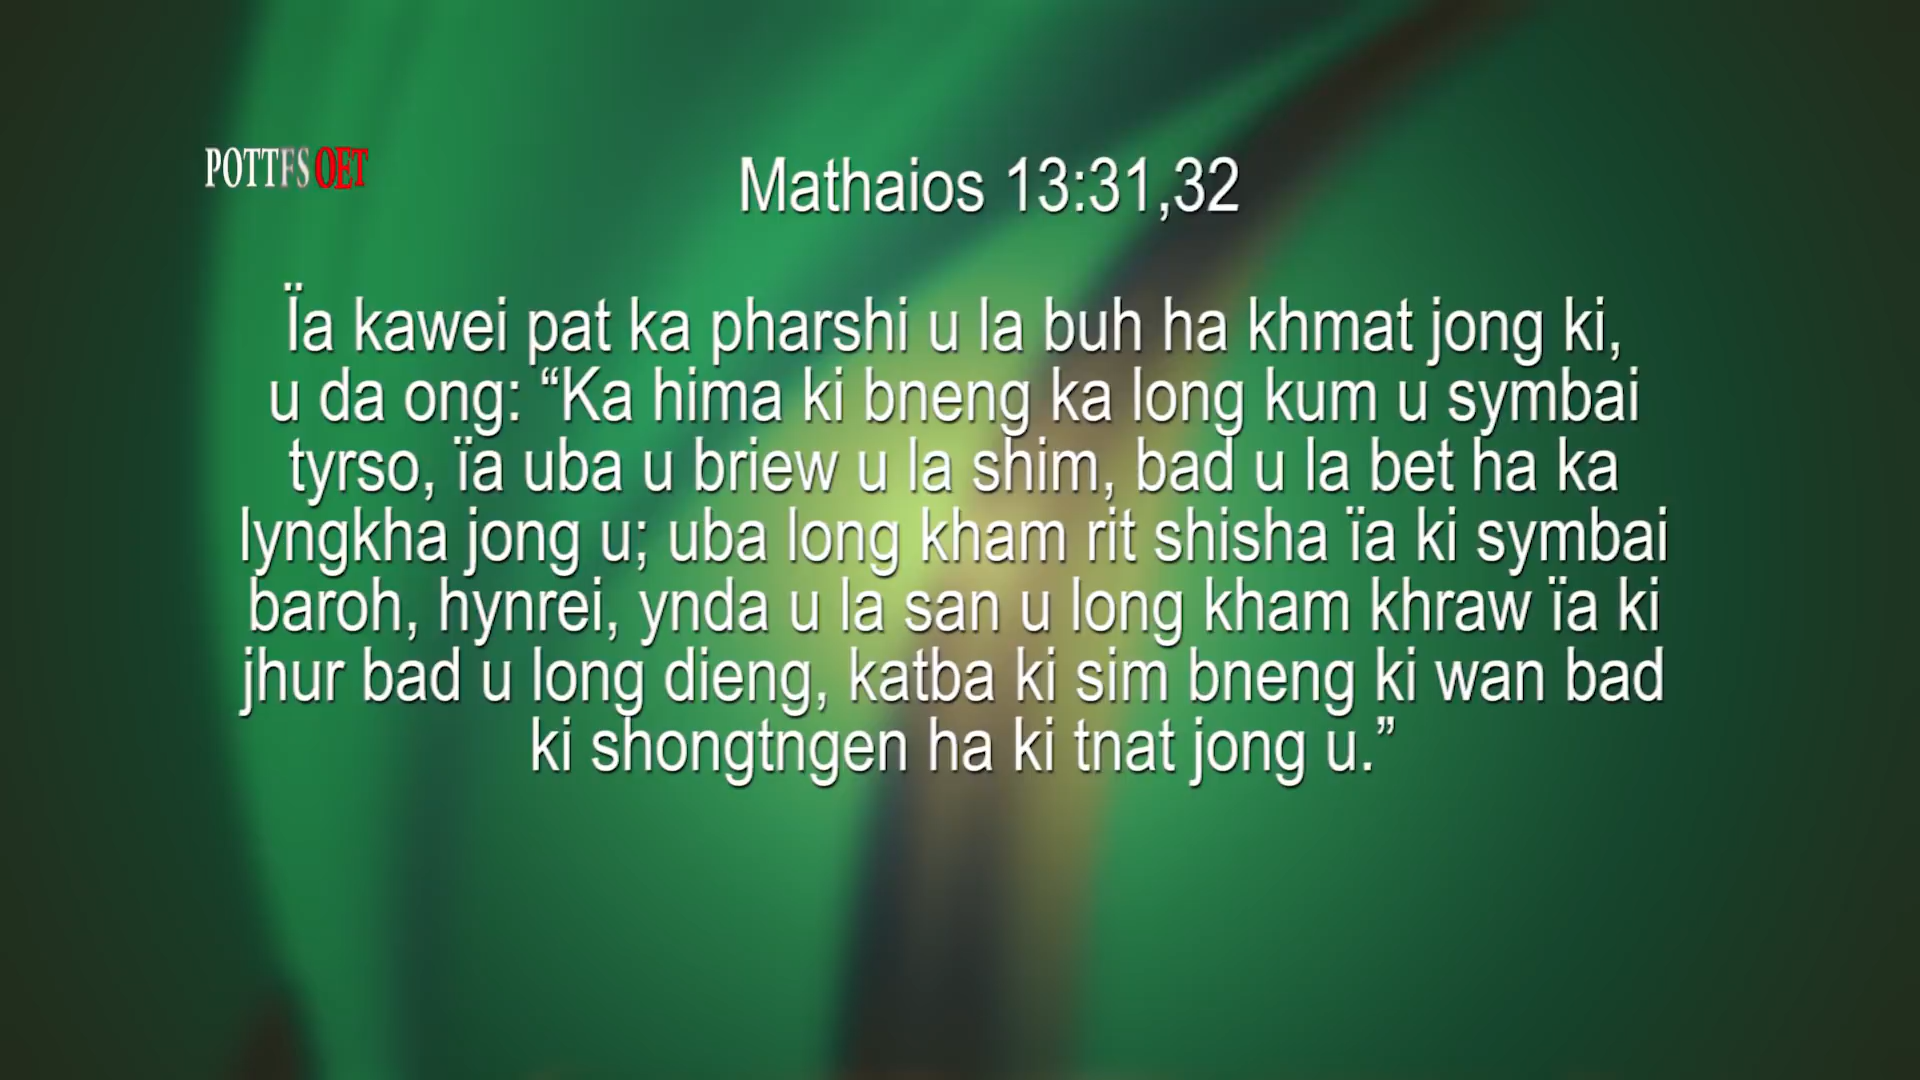 POTTFS OET
Mathaios 13:31,32
Ïa kawei pat ka pharshi u la buh ha khmat jong ki,
u da ong: “Ka hima ki bneng ka long kum u symbai
tyrso, ïa uba u briew u la shim, bad u la bet ha ka
lyngkha jong u; uba long kham rit shisha ïa ki symbai
baroh, hynrei, ynda u la san u long kham khraw ïa ki
jhur bad u long dieng, katba ki sim bneng ki wan bad
ki shongtngen ha ki tnat jong u.”